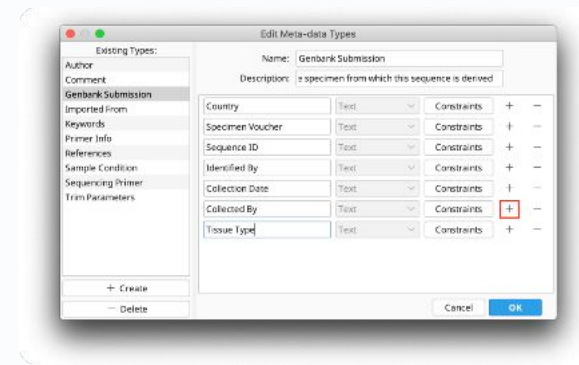 Edit Meta-data Types
Existing Types:
Author
Comment
Genbank Submission
Imported From
Keywords
Primer Info
References
Sample Condition
Sequencing Primer
Trim Parameters
+ Create
− Delete
Name: Genbank Submission
Description: e specimen from which this sequence is derived
Country Text Constraints + −
Specimen Voucher Text Constraints + −
Sequence ID Text Constraints + −
Identified By Text Constraints + −
Collection Date Text Constraints + −
Collected By Text Constraints + −
Tissue Type Text Constraints + −
Cancel OK